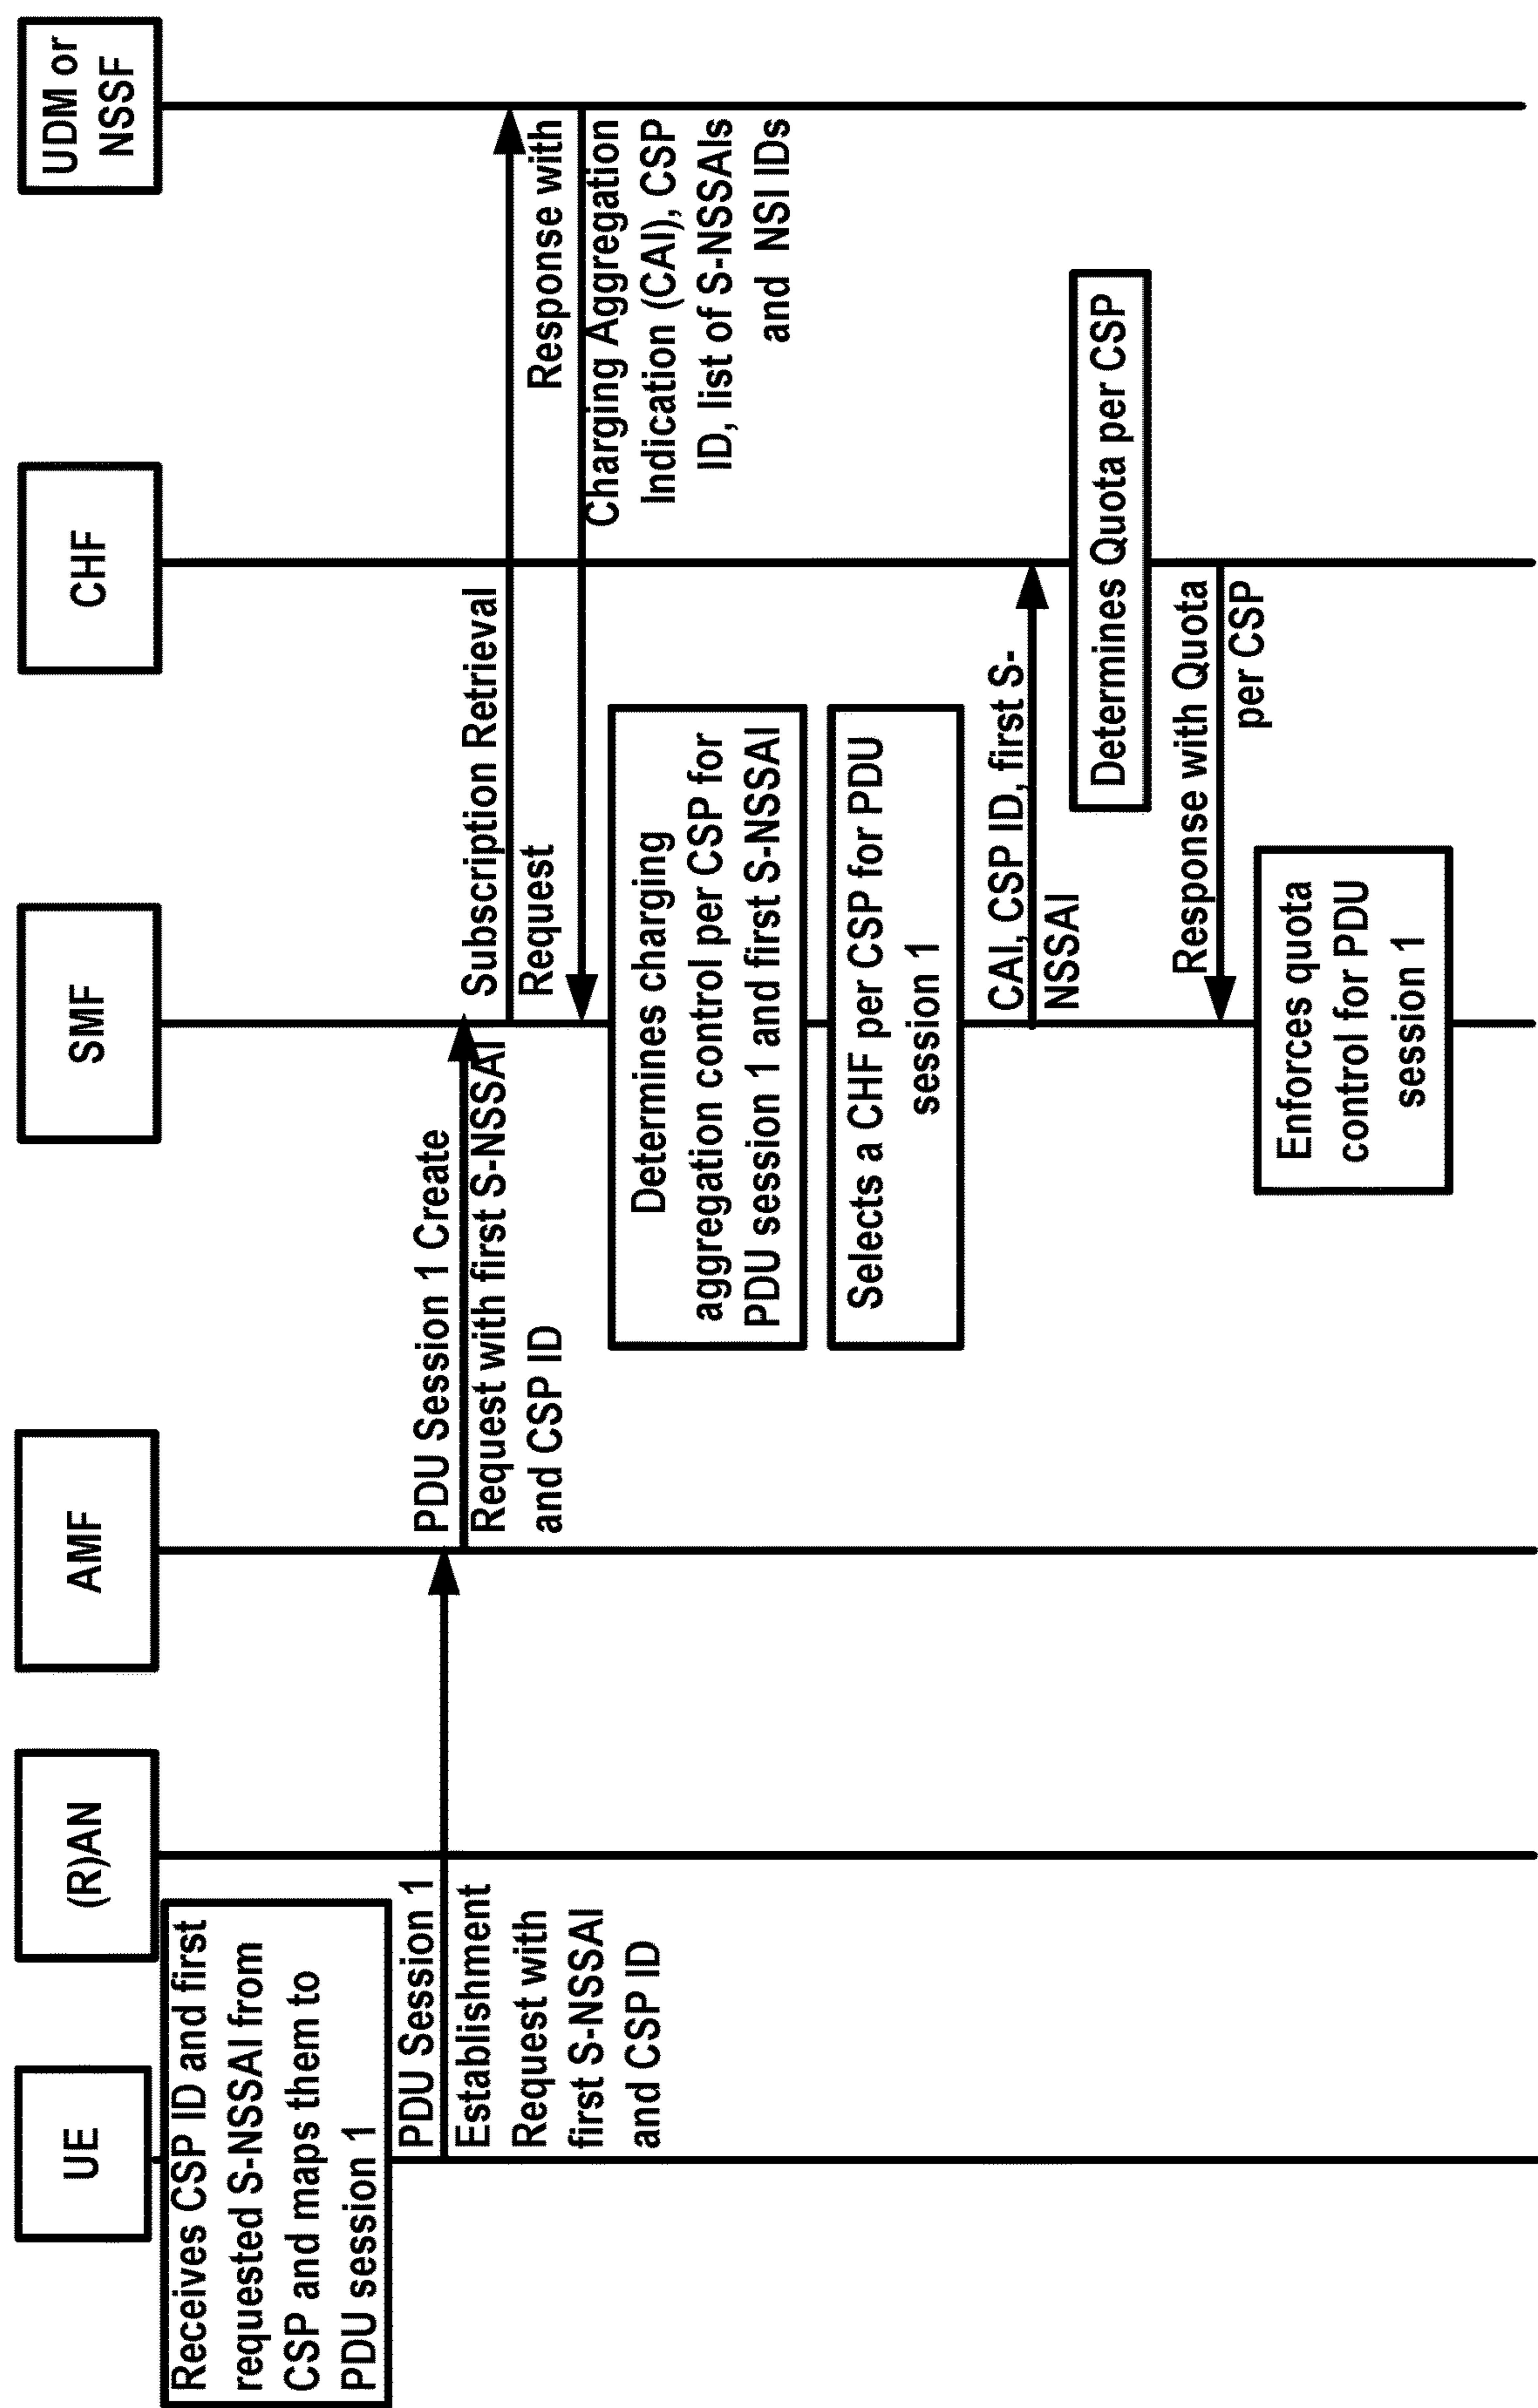 UE
(R)AN
AMF
SMF
CHF
UDM or
NSSF
Receives CSP ID and first
requested S-NSSAI from
CSP and maps them to
PDU session 1
PDU Session 1
Establishment
Request with
first S-NSSAI
and CSP ID
PDU Session 1 Create
Request with first S-NSSAI
and CSP ID
Subscription Retrieval
Request
Response with
Charging Aggregation
Indication (CAI), CSP
ID, list of S-NSSAIs
and NSI IDs
Determines charging
aggregation control per CSP for
PDU session 1 and first S-NSSAI
Selects a CHF per CSP for PDU
session 1
CAI, CSP ID, first S-
NSSAI
Determines Quota per CSP
Response with Quota
per CSP
Enforces quota
control for PDU
session 1